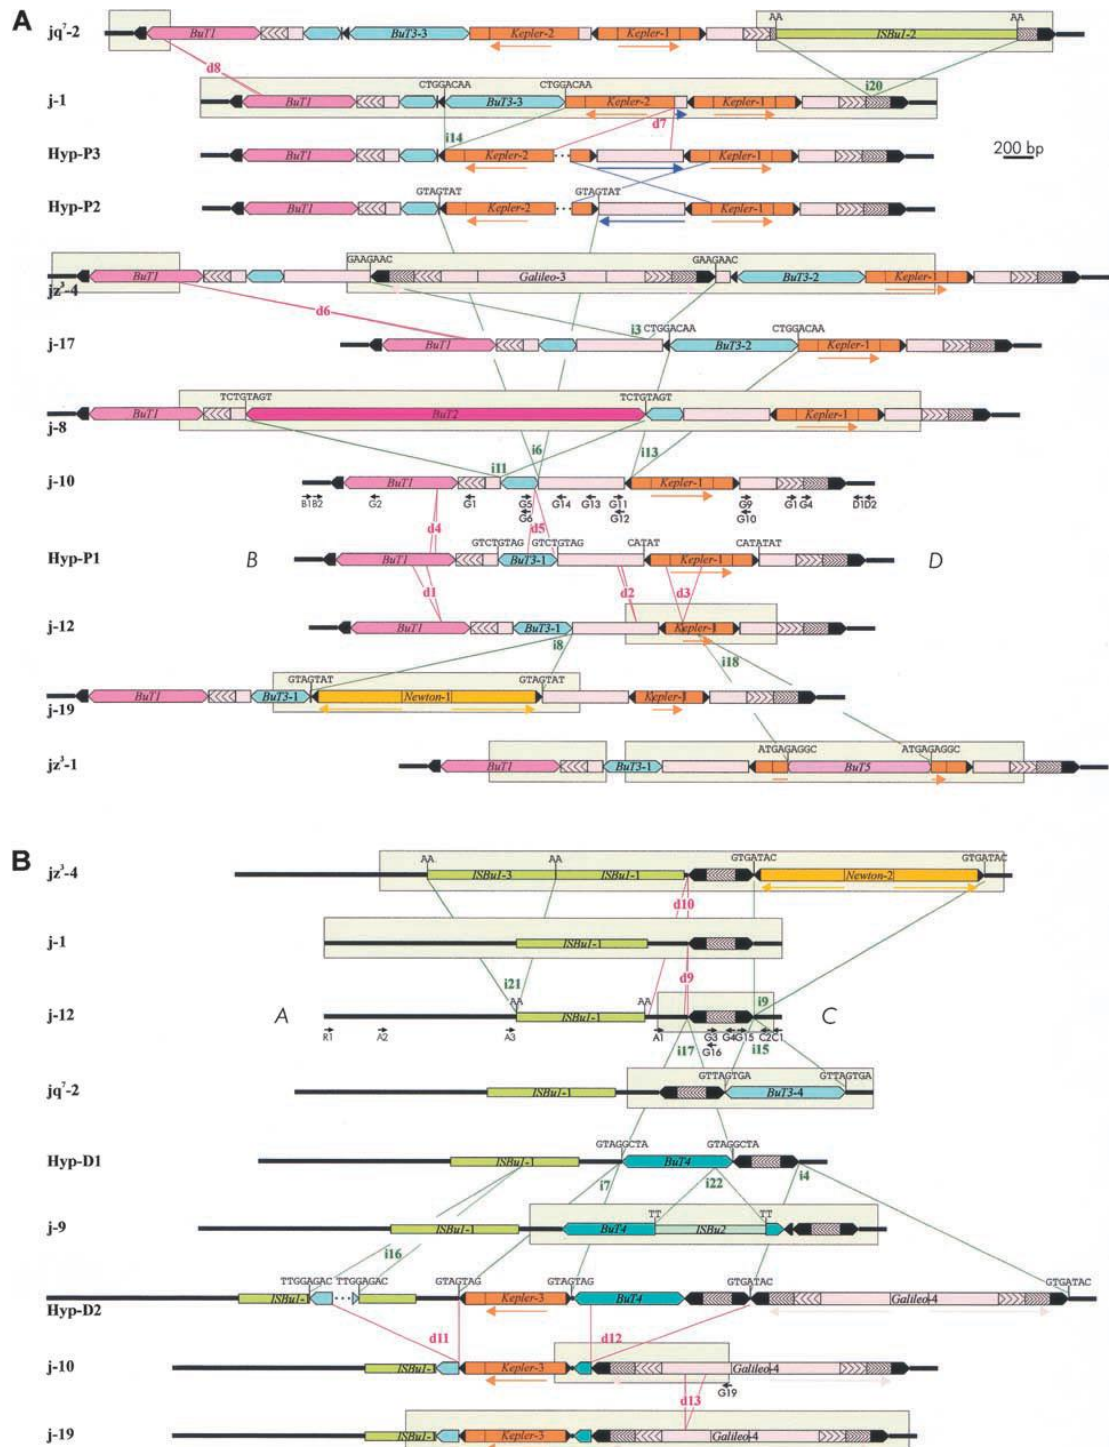 A
jq⁷-2
BuT1
BuT3-3
Kepler-2
Kepler-1
AA
AA
ISBu1-2
d8
i20
j-1
CTGGACAA
CTGGACAA
BuT1
BuT3-3
Kepler-2
Kepler-1
i14
d7
Hyp-P3
BuT1
Kepler-2
Kepler-1
200 bp
Hyp-P2
GTAGTAT
GTAGTAT
BuT1
Kepler-2
Kepler-1
jz³-4
GAAGAAC
GAAGAAC
BuT1
Galileo-3
BuT3-2
Kepler-1
d6
i3
j-17
CTGGACAA
CTGGACAA
BuT1
BuT3-2
Kepler-1
j-8
TCTGTAGT
TCTGTAGT
BuT1
BuT2
Kepler-1
i11
i6
i13
j-10
BuT1
Kepler-1
B1 B2
G2
G1
G5
G6
G14
G13
G11
G12
G9
G10
G1 G4
D1 D2
d4
d5
Hyp-P1
B
GTCTGTAG
GTCTGTAG
CATAT
CATATAT
D
BuT1
BuT3-1
Kepler-1
d1
d2
d3
j-12
BuT1
BuT3-1
Kepler-1
i8
i18
j-19
GTAGTAT
GTAGTAT
BuT1
BuT3-1
Newton-1
Kepler-1
jz³-1
ATGAGAGGC
ATGAGAGGC
BuT1
BuT3-1
BuT5
B
jz³-4
AA
AA
GTGATAC
GTGATAC
ISBu1-3
ISBu1-1
Newton-2
d10
j-1
ISBu1-1
i21
d9
i9
j-12
A
AA
AA
ISBu1-1
C
R1
A2
A3
A1
G3
G16
G4 G15
C2 C1
i17
i15
jq⁷-2
GTTAGTGA
GTTAGTGA
ISBu1-1
BuT3-4
Hyp-D1
GTAGGCTA
GTAGGCTA
ISBu1-1
BuT4
i7
i22
i4
j-9
TT
TT
ISBu1-1
BuT4
ISBu2
i16
Hyp-D2
TTGGAGAC
TTGGAGAC
GTAGTAG
GTAGTAG
GTGATAC
GTGATAC
ISBu1-1
Kepler-3
BuT4
Galileo-4
d11
d12
j-10
ISBu1-1
Kepler-3
Galileo-4
G19
d13
j-19
ISBu1-1
Kepler-3
Galileo-4